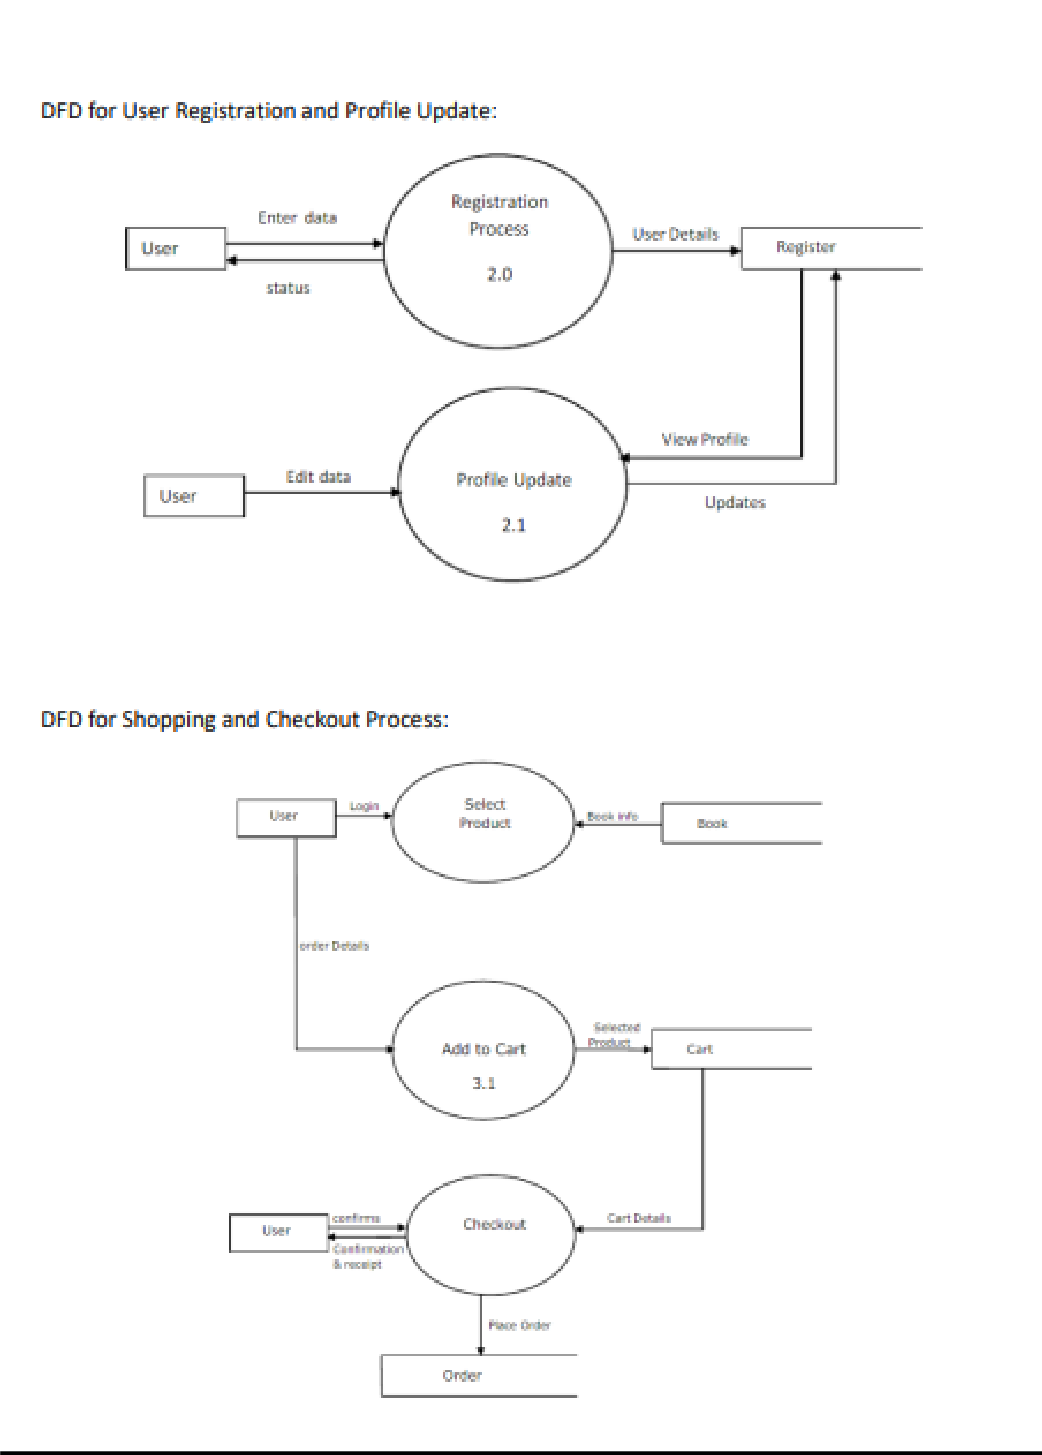 DFD for User Registration and Profile Update:
Registration
Process
2.0
Enter data
User
status
User Details
Register
View Profile
Updates
Edit data
User
Profile Update
2.1
DFD for Shopping and Checkout Process:
User
Login
Select
Product
Book Info
Book
order Details
Add to Cart
3.1
Selected
Product
Cart
Cart Details
User
confirms
Confirmation
& receipt
Checkout
Place Order
Order